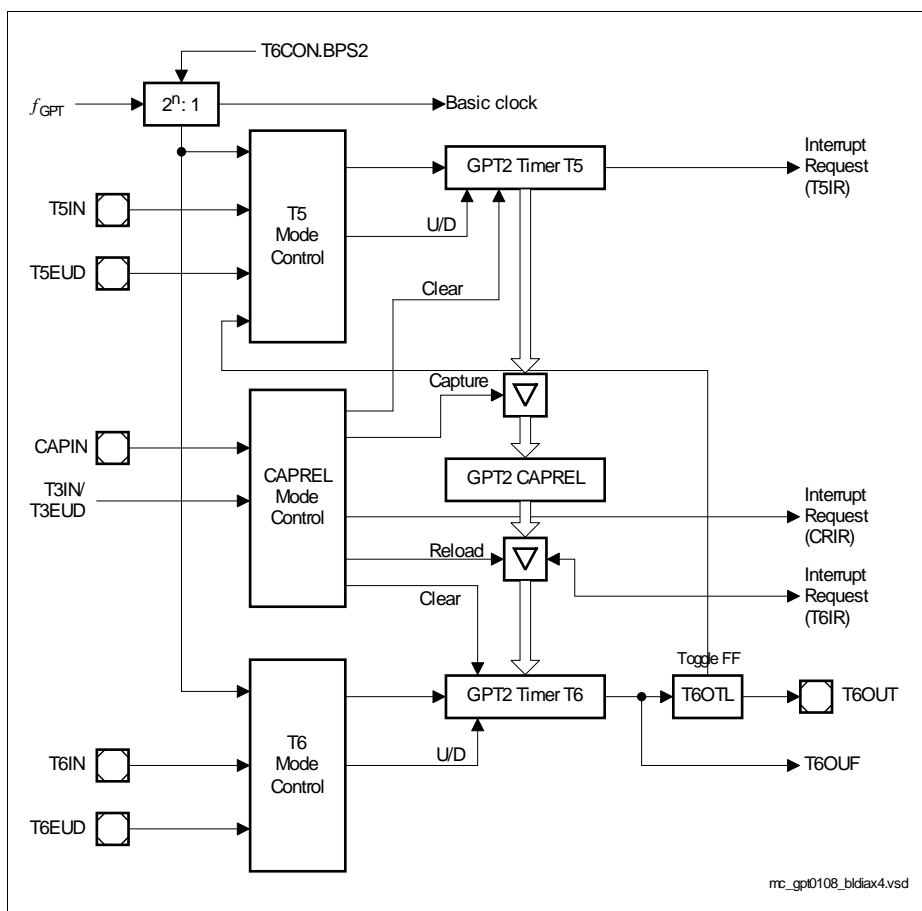 T6CON.BPS2
fGPT
2n: 1
Basic clock
Interrupt
Request
(T5IR)
GPT2 Timer T5
T5IN
T5
Mode
Control
U/D
T5EUD
Clear
Capture
CAPIN
CAPREL
Mode
Control
GPT2 CAPREL
T3IN/
T3EUD
Interrupt
Request
(CRIR)
Reload
Interrupt
Request
(T6IR)
Clear
Toggle FF
GPT2 Timer T6
T6OTL
T6OUT
T6
Mode
Control
U/D
T6IN
T6OUF
T6EUD
mc_gpt0108_bldiax4.vsd